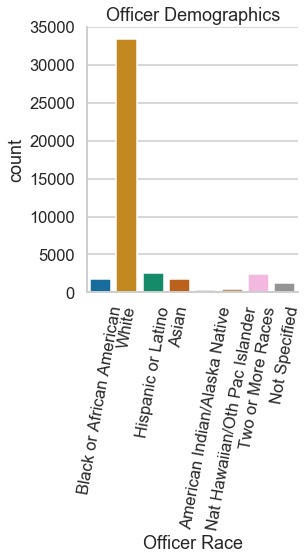 Officer Demographics
35000
30000
25000
20000
15000
10000
5000
0
count
Black or African American
White
Hispanic or Latino
Asian
American Indian/Alaska Native
Nat Hawaiian/Oth Pac Islander
Two or More Races
Not Specified
Officer Race